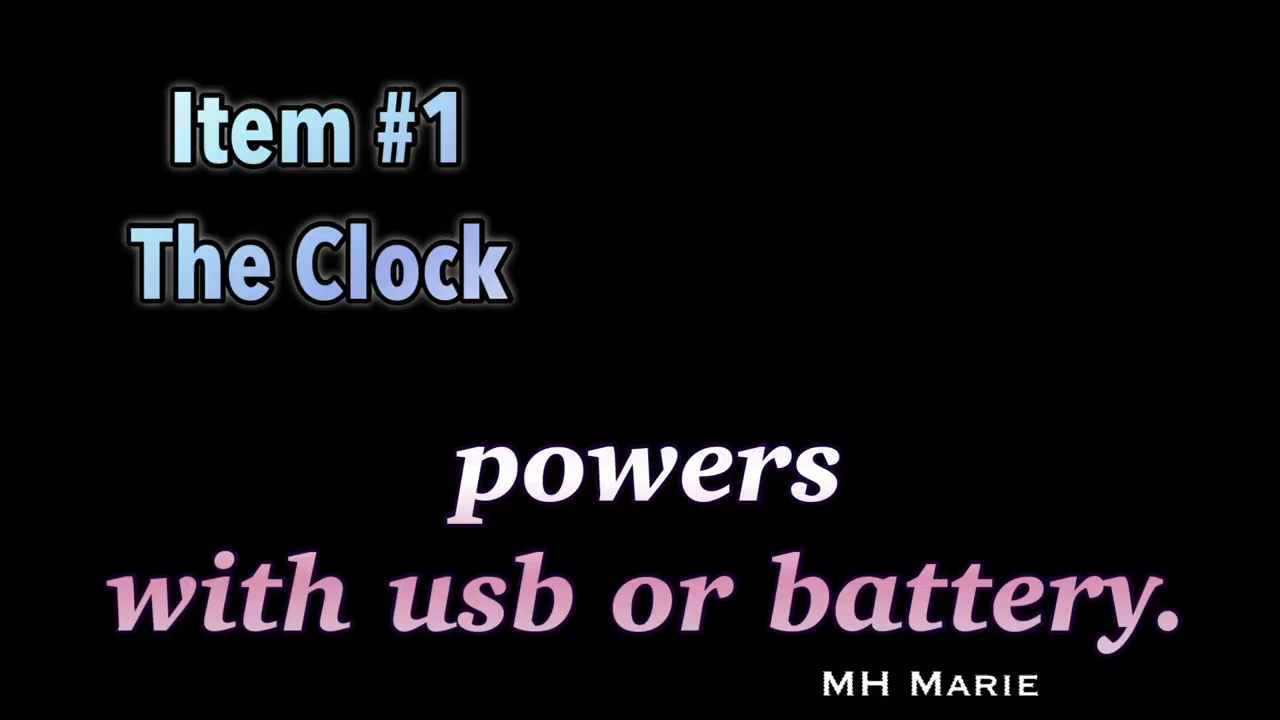 Item #1
The Clock
powers
with usb or battery.
MH Marie